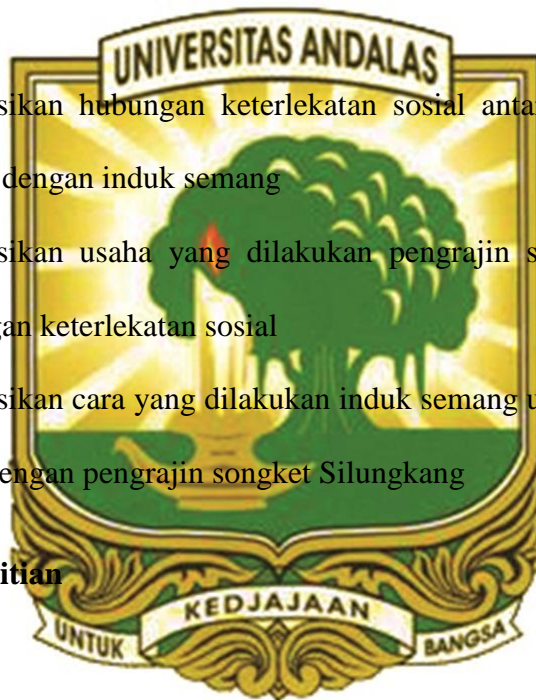 UNIVERSITAS ANDALAS
sikan hubungan keterlekatan sosial anta
dengan induk semang
sikan usaha yang dilakukan pengrajin s
gan keterlekatan sosial
sikan cara yang dilakukan induk semang u
dengan pengrajin songket Silungkang
itian
KEDJAJAAN
UNTUK BANGSA